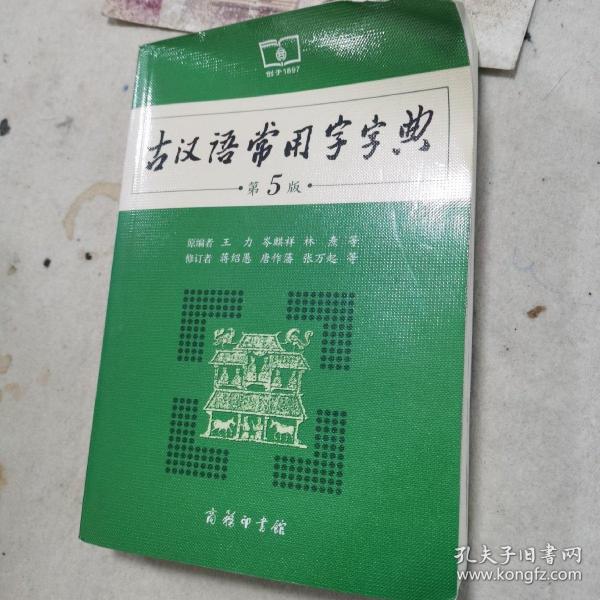 创于1897
古汉语常用字字典
·第5版·
原编者 王力 岑麒祥 林焘 等
修订者 蒋绍愚 唐作藩 张万起 等
商務印書館
孔夫子旧书网
www.kongfz.com